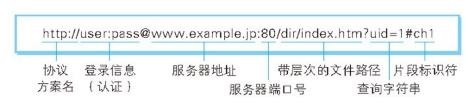 http://user:pass@www.example.jp:80/dir/index.htm?uid=1#ch1
协议 登录信息 服务器地址 带层次的文件路径 片段标识符
方案名 (认证) 服务器端口号 查询字符串